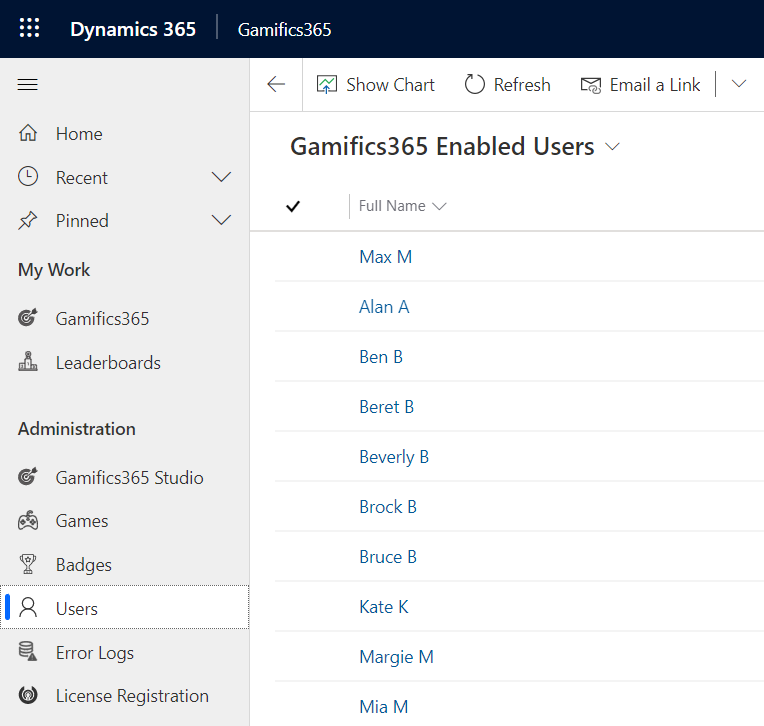 Dynamics 365 Gamifics365
Show Chart Refresh Email a Link
Home
Recent
Pinned
My Work
Gamifics365
Leaderboards
Administration
Gamifics365 Studio
Games
Badges
Users
Error Logs
License Registration
Gamifics365 Enabled Users
Full Name
Max M
Alan A
Ben B
Beret B
Beverly B
Brock B
Bruce B
Kate K
Margie M
Mia M